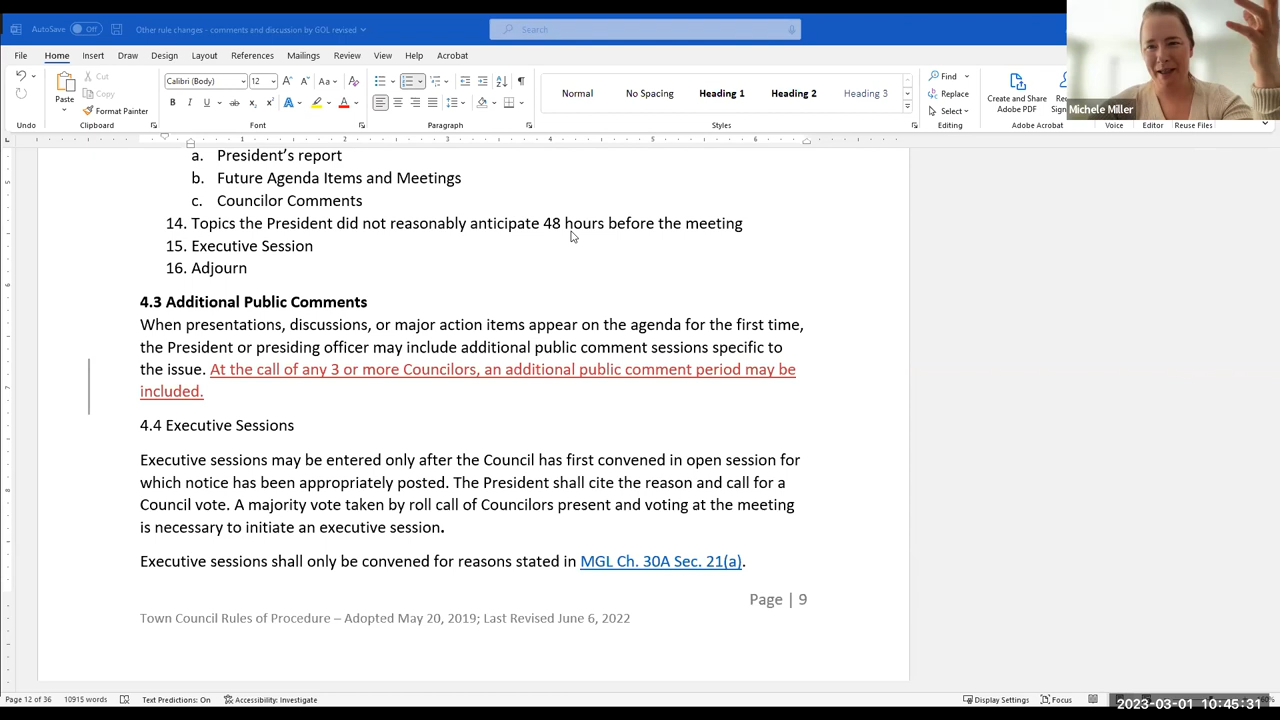 AutoSave Off Other rule changes - comments and discussion by GOL revised Search
File Home Insert Draw Design Layout References Mailings Review View Help Acrobat
Undo
Paste Cut Copy Format Painter
Clipboard
Calibri (Body) 12
Font
Paragraph
Normal No Spacing Heading 1 Heading 2 Heading 3
Styles
Find Replace Select
Editing
Create and Share Adobe PDF
Adobe Acrobat
Voice Editor Reuse Files
Michele Miller
a. President's report
b. Future Agenda Items and Meetings
c. Councilor Comments
14. Topics the President did not reasonably anticipate 48 hours before the meeting
15. Executive Session
16. Adjourn
4.3 Additional Public Comments
When presentations, discussions, or major action items appear on the agenda for the first time,
the President or presiding officer may include additional public comment sessions specific to
the issue. At the call of any 3 or more Councilors, an additional public comment period may be
included.
4.4 Executive Sessions
Executive sessions may be entered only after the Council has first convened in open session for
which notice has been appropriately posted. The President shall cite the reason and call for a
Council vote. A majority vote taken by roll call of Councilors present and voting at the meeting
is necessary to initiate an executive session.
Executive sessions shall only be convened for reasons stated in MGL Ch. 30A Sec. 21(a).
Page | 9
Town Council Rules of Procedure – Adopted May 20, 2019; Last Revised June 6, 2022
Page 12 of 36 10915 words Text Predictions: On Accessibility: Investigate Display Settings Focus
2023-03-01 10:45:31